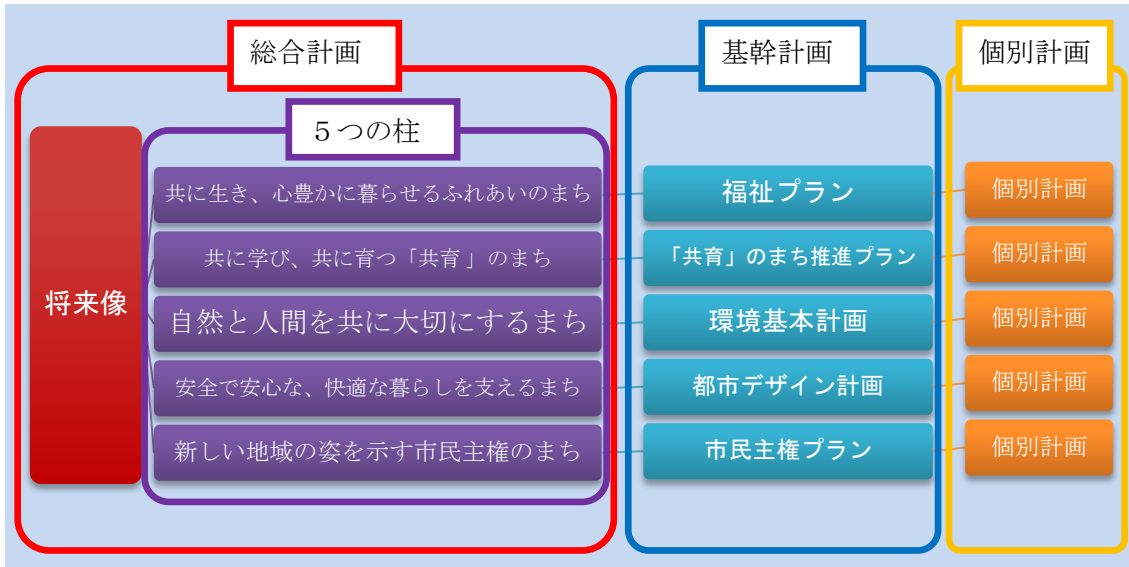 総合計画
基幹計画
個別計画
５つの柱
将来像
共に生き、心豊かに暮らせるふれあいのまち
福祉プラン
個別計画
共に学び、共に育つ「共育」のまち
「共育」のまち推進プラン
個別計画
自然と人間を共に大切にするまち
環境基本計画
個別計画
安全で安心な、快適な暮らしを支えるまち
都市デザイン計画
個別計画
新しい地域の姿を示す市民主権のまち
市民主権プラン
個別計画